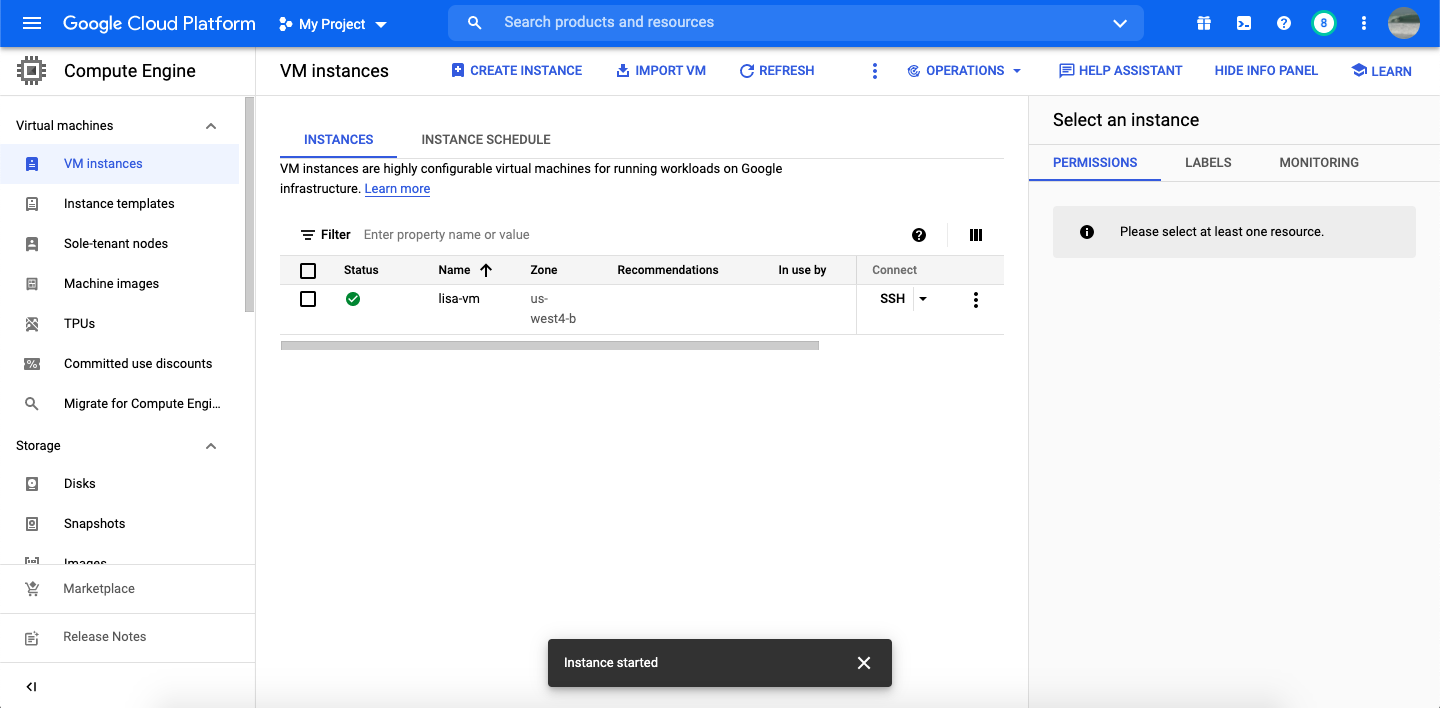 Google Cloud Platform
My Project
Search products and resources
8
Compute Engine
VM instances
CREATE INSTANCE
IMPORT VM
REFRESH
OPERATIONS
HELP ASSISTANT
HIDE INFO PANEL
LEARN
Virtual machines
VM instances
Instance templates
Sole-tenant nodes
Machine images
TPUs
Committed use discounts
Migrate for Compute Engi...
Storage
Disks
Snapshots
Images
Marketplace
Release Notes
INSTANCES
INSTANCE SCHEDULE
VM instances are highly configurable virtual machines for running workloads on Google
infrastructure. Learn more
Filter
Enter property name or value
Status
Name
Zone
Recommendations
In use by
Connect
lisa-vm
us-
west4-b
SSH
Select an instance
PERMISSIONS
LABELS
MONITORING
Please select at least one resource.
Instance started